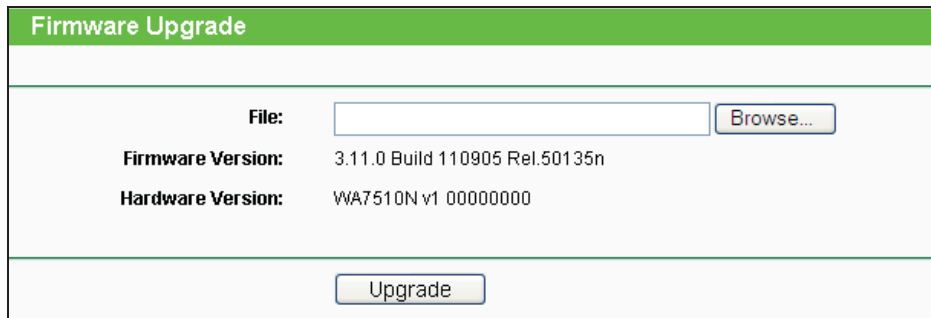 Firmware Upgrade
File: Browse...
Firmware Version: 3.11.0 Build 110905 Rel.50135n
Hardware Version: WA7510N v1 00000000
Upgrade